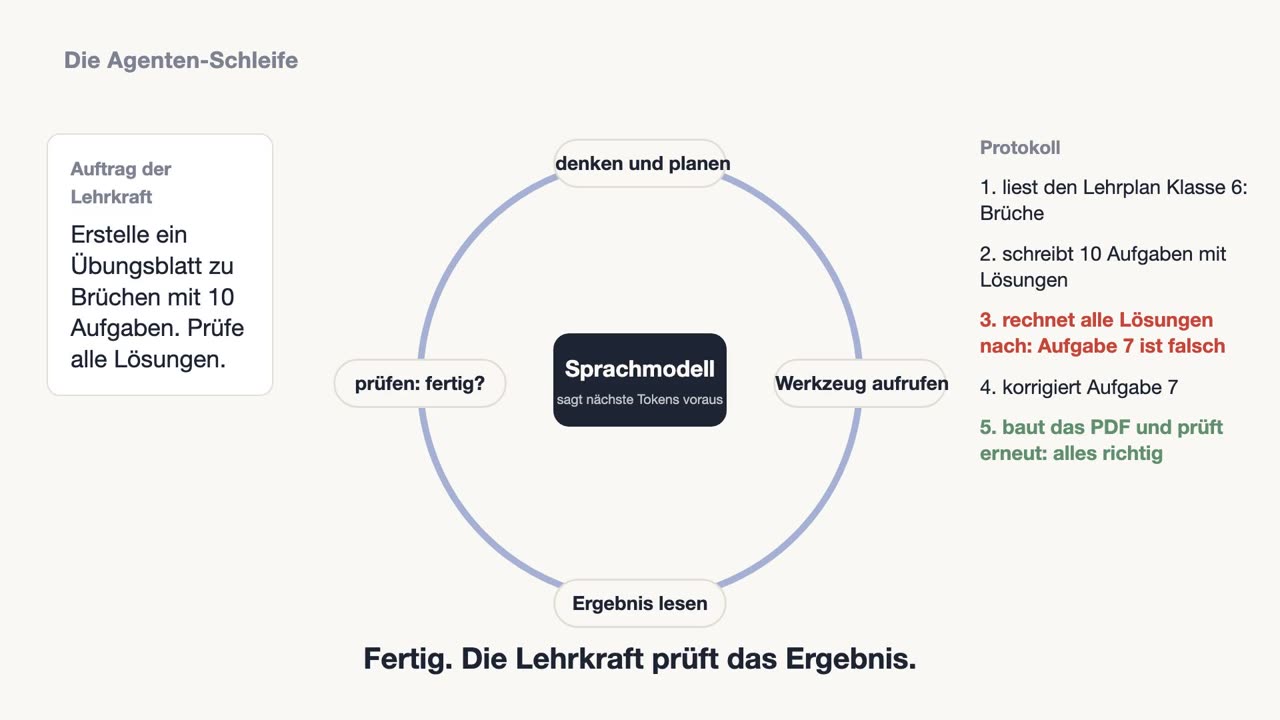 Die Agenten-Schleife
Auftrag der
Lehrkraft
Erstelle ein
Übungsblatt zu
Brüchen mit 10
Aufgaben. Prüfe
alle Lösungen.
denken und planen
prüfen: fertig?
Sprachmodell
sagt nächste Tokens voraus
Werkzeug aufrufen
Ergebnis lesen
Protokoll
1. liest den Lehrplan Klasse 6:
Brüche
2. schreibt 10 Aufgaben mit
Lösungen
3. rechnet alle Lösungen
nach: Aufgabe 7 ist falsch
4. korrigiert Aufgabe 7
5. baut das PDF und prüft
erneut: alles richtig
Fertig. Die Lehrkraft prüft das Ergebnis.